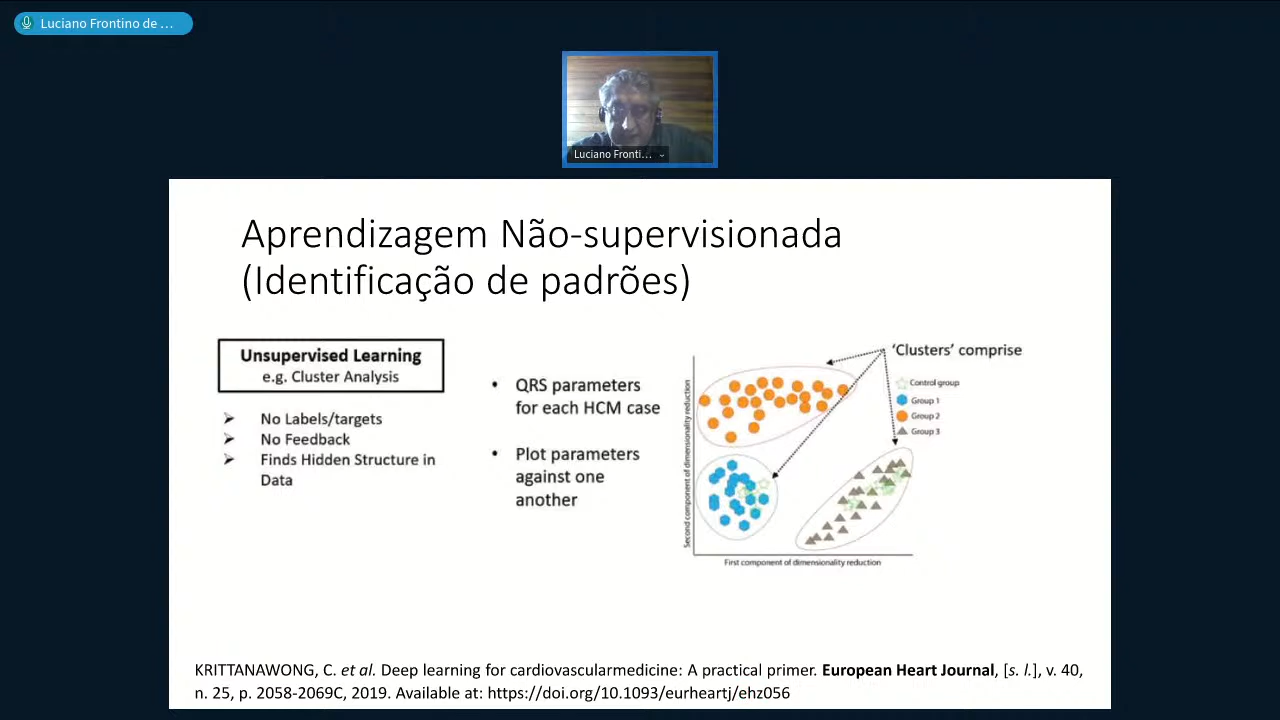 Luciano Frontino de ...
Luciano Fronti...
Aprendizagem Não-supervisionada
(Identificação de padrões)
Unsupervised Learning
e.g. Cluster Analysis
No Labels/targets
No Feedback
Finds Hidden Structure in
Data
• QRS parameters
for each HCM case
• Plot parameters
against one
another
'Clusters' comprise
Control group
Group 1
Group 2
Group 3
Second component of dimensionality reduction
First component of dimensionality reduction
KRITTANAWONG, C. et al. Deep learning for cardiovascularmedicine: A practical primer. European Heart Journal, [s. l.], v. 40,
n. 25, p. 2058-2069C, 2019. Available at: https://doi.org/10.1093/eurheartj/ehz056